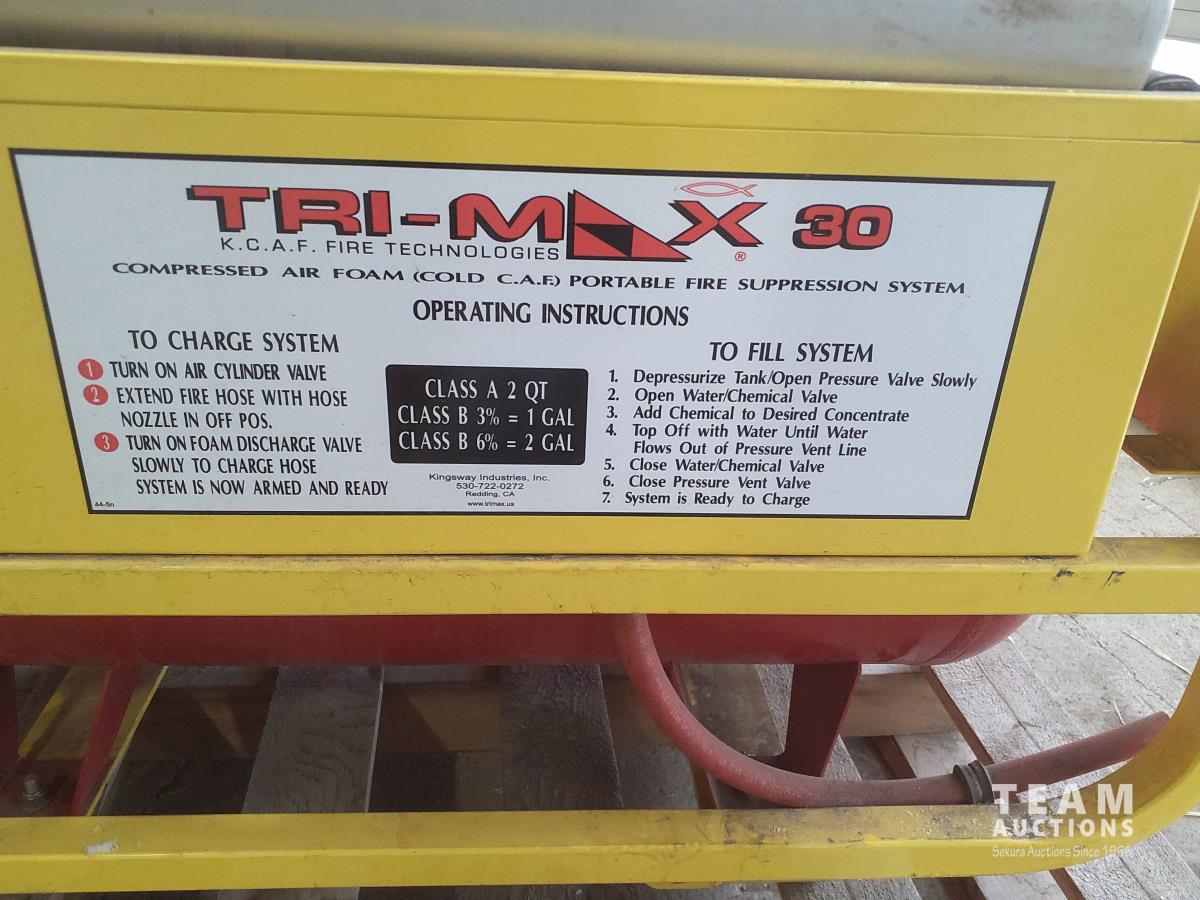 TRI-MAX 30
K.C.A.F. FIRE TECHNOLOGIES
®
COMPRESSED AIR FOAM (COLD C.A.F.) PORTABLE FIRE SUPPRESSION SYSTEM
OPERATING INSTRUCTIONS
TO CHARGE SYSTEM
1 TURN ON AIR CYLINDER VALVE
2 EXTEND FIRE HOSE WITH HOSE
NOZZLE IN OFF POS.
3 TURN ON FOAM DISCHARGE VALVE
SLOWLY TO CHARGE HOSE
SYSTEM IS NOW ARMED AND READY
44-5n
CLASS A 2 QT
CLASS B 3% = 1 GAL
CLASS B 6% = 2 GAL
Kingsway Industries, Inc.
530-722-0272
Redding, CA
www.trimax.us
TO FILL SYSTEM
1. Depressurize Tank/Open Pressure Valve Slowly
2. Open Water/Chemical Valve
3. Add Chemical to Desired Concentrate
4. Top Off with Water Until Water
Flows Out of Pressure Vent Line
5. Close Water/Chemical Valve
6. Close Pressure Vent Valve
7. System is Ready to Charge
TEAM
AUCTIONS
Sekura Auctions Since 1966